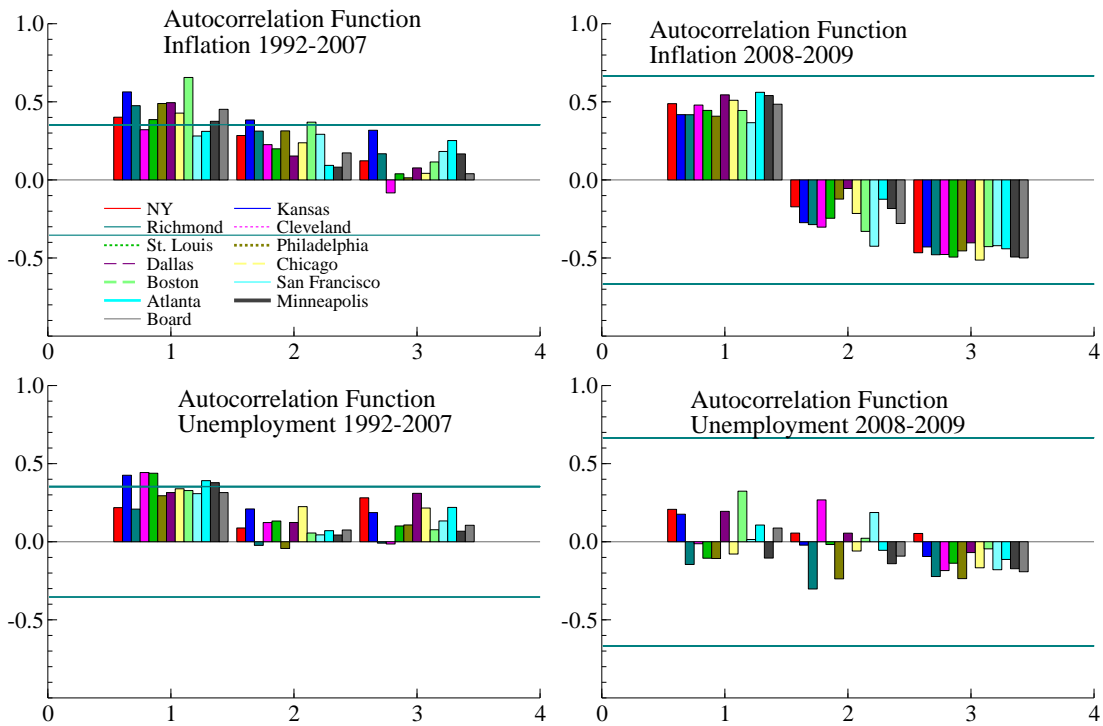 Autocorrelation Function
Inflation 1992-2007
1.0
0.5
0.0
-0.5
NY
Kansas
Richmond
Cleveland
St. Louis
Philadelphia
Dallas
Chicago
Boston
San Francisco
Atlanta
Minneapolis
Board
0 1 2 3 4
Autocorrelation Function
Inflation 2008-2009
1.0
0.5
0.0
-0.5
0 1 2 3 4
Autocorrelation Function
Unemployment 1992-2007
1.0
0.5
0.0
-0.5
0 1 2 3 4
Autocorrelation Function
Unemployment 2008-2009
1.0
0.5
0.0
-0.5
0 1 2 3 4